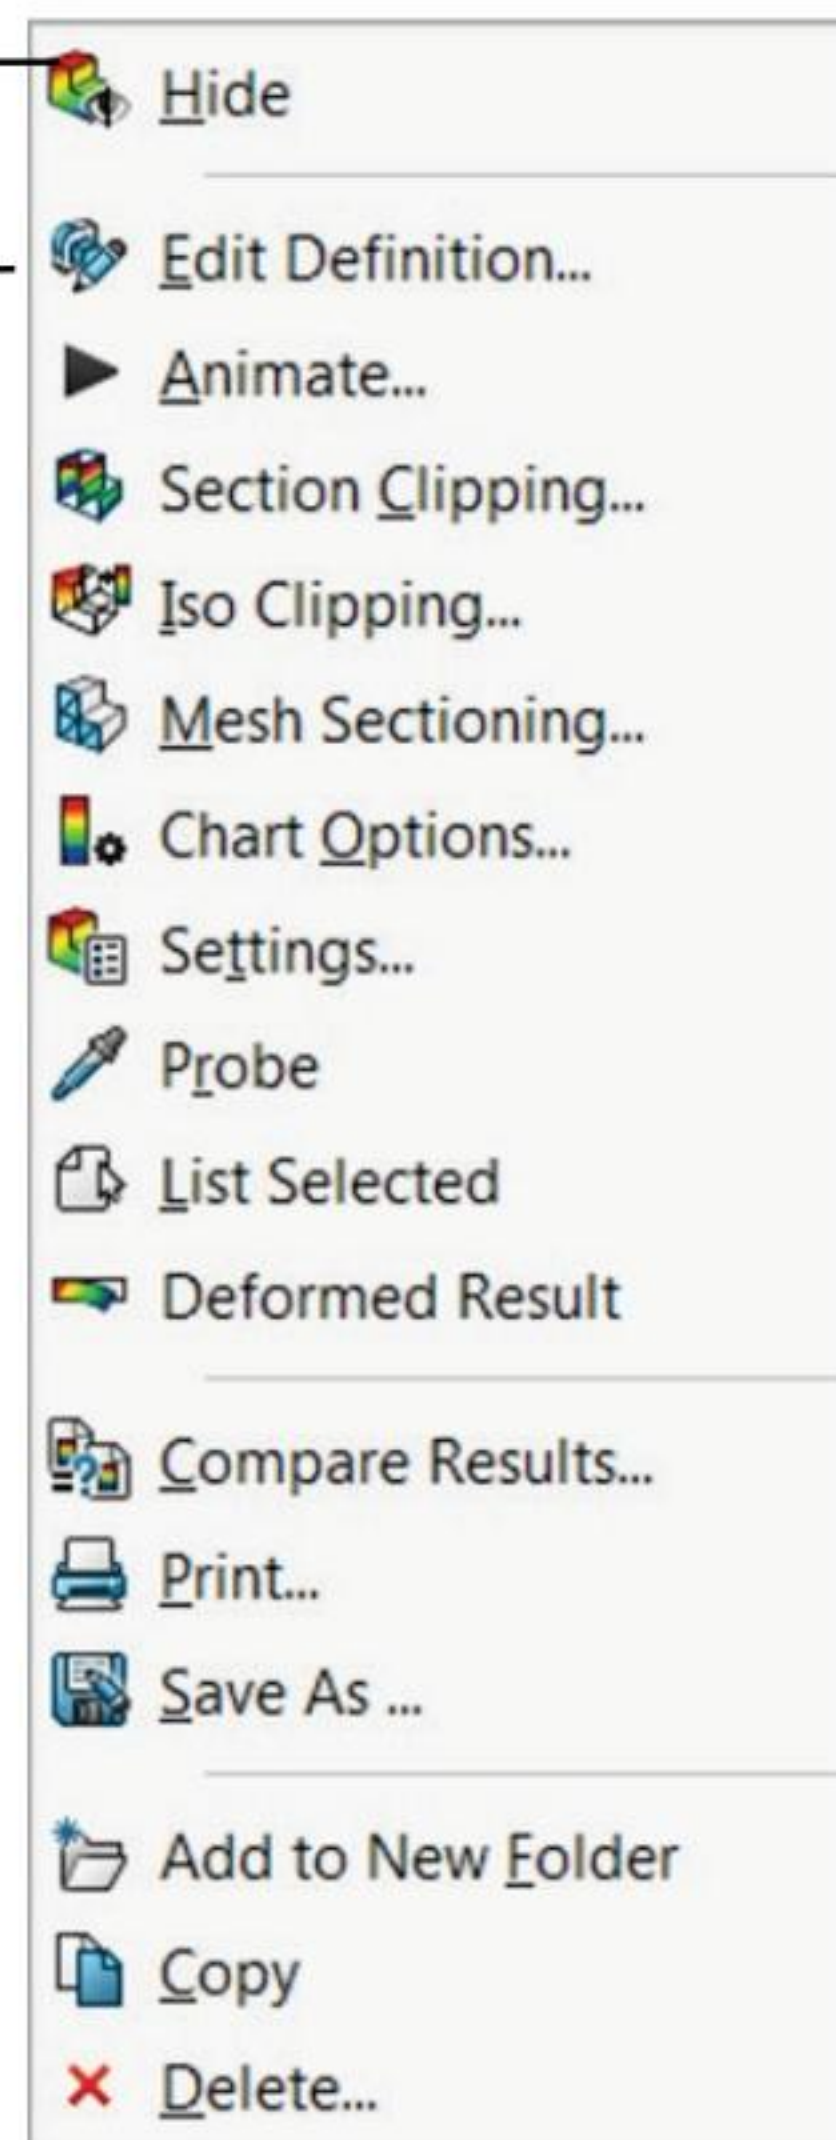 Hide
Edit Definition...
Animate...
Section Clipping...
Iso Clipping...
Mesh Sectioning...
Chart Options...
Settings...
Probe
List Selected
Deformed Result
Compare Results...
Print...
Save As ...
Add to New Folder
Copy
Delete...